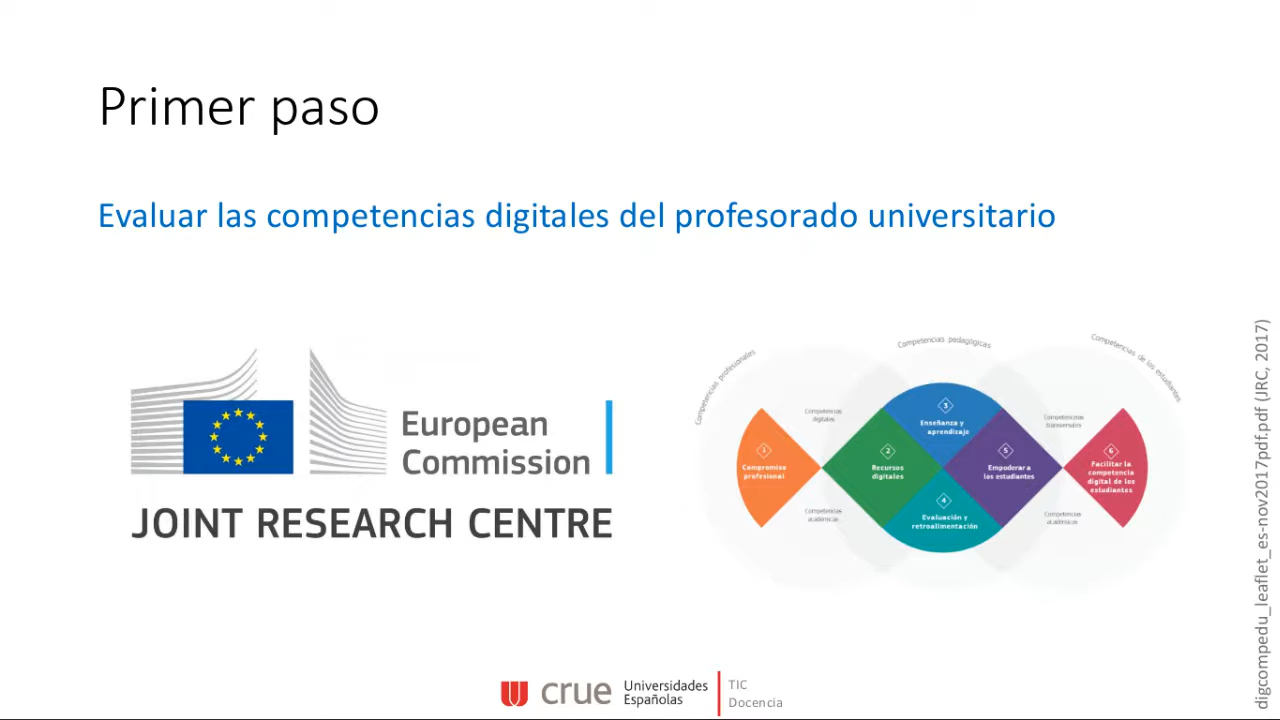 Primer paso
Evaluar las competencias digitales del profesorado universitario
European
Commission
JOINT RESEARCH CENTRE
Competencias profesionales
Competencias pedagógicas
Competencias de los estudiantes
Competencias
digitales
Competencias
transversales
1
Compromiso
profesional
2
Recursos
digitales
3
Enseñanza y
aprendizaje
4
Evaluación y
retroalimentación
5
Empoderar a
los estudiantes
6
Facilitar la
competencia
digital de los
estudiantes
Competencias
académicas
Competencias
académicas
digcompedu_leaflet_es-nov2017pdf.pdf (JRC, 2017)
crue
Universidades
Españolas
TIC
Docencia